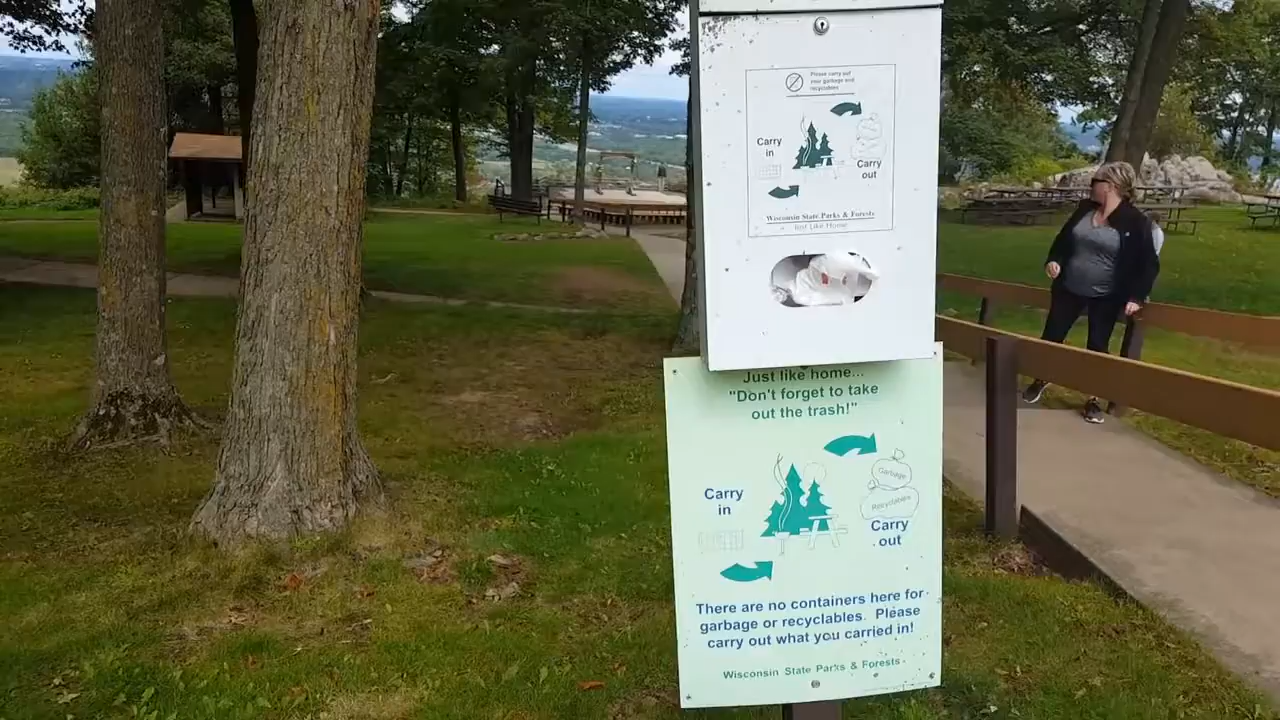 Please carry out
your garbage and
recyclables
Carry
in
Carry
out
Wisconsin State Parks & Forests
Just Like Home
Just like home...
"Don't forget to take
out the trash!"
Garbage
Recyclables
Carry
in
Carry
out
There are no containers here for
garbage or recyclables. Please
carry out what you carried in!
Wisconsin State Parks & Forests